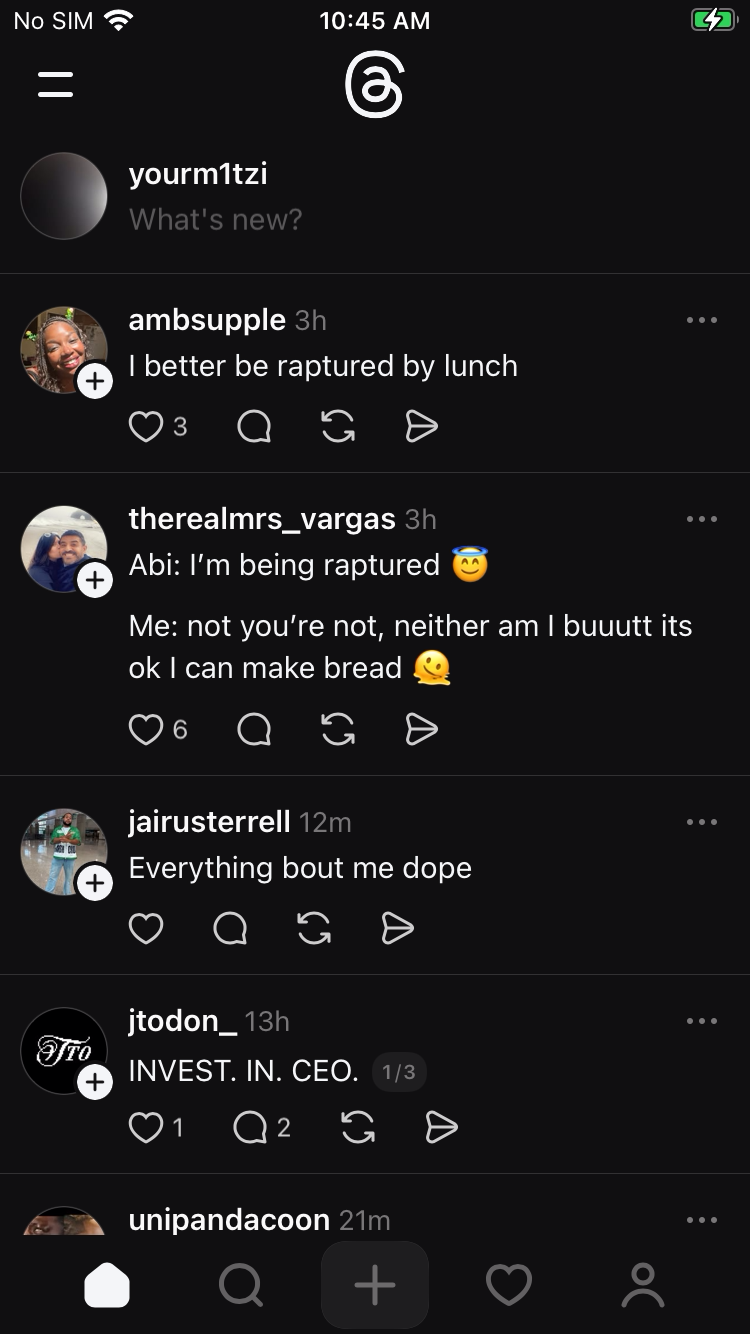 No SIM 10:45 AM
yourm1tzi
What's new?
ambsupple 3h
I better be raptured by lunch
3
therealmrs_vargas 3h
Abi: I’m being raptured 😇
Me: not you’re not, neither am I buuutt its
ok I can make bread 🫠
6
jairusterrell 12m
Everything bout me dope
jtodon_ 13h
JTO
INVEST. IN. CEO. 1/3
1 2
unipandacoon 21m